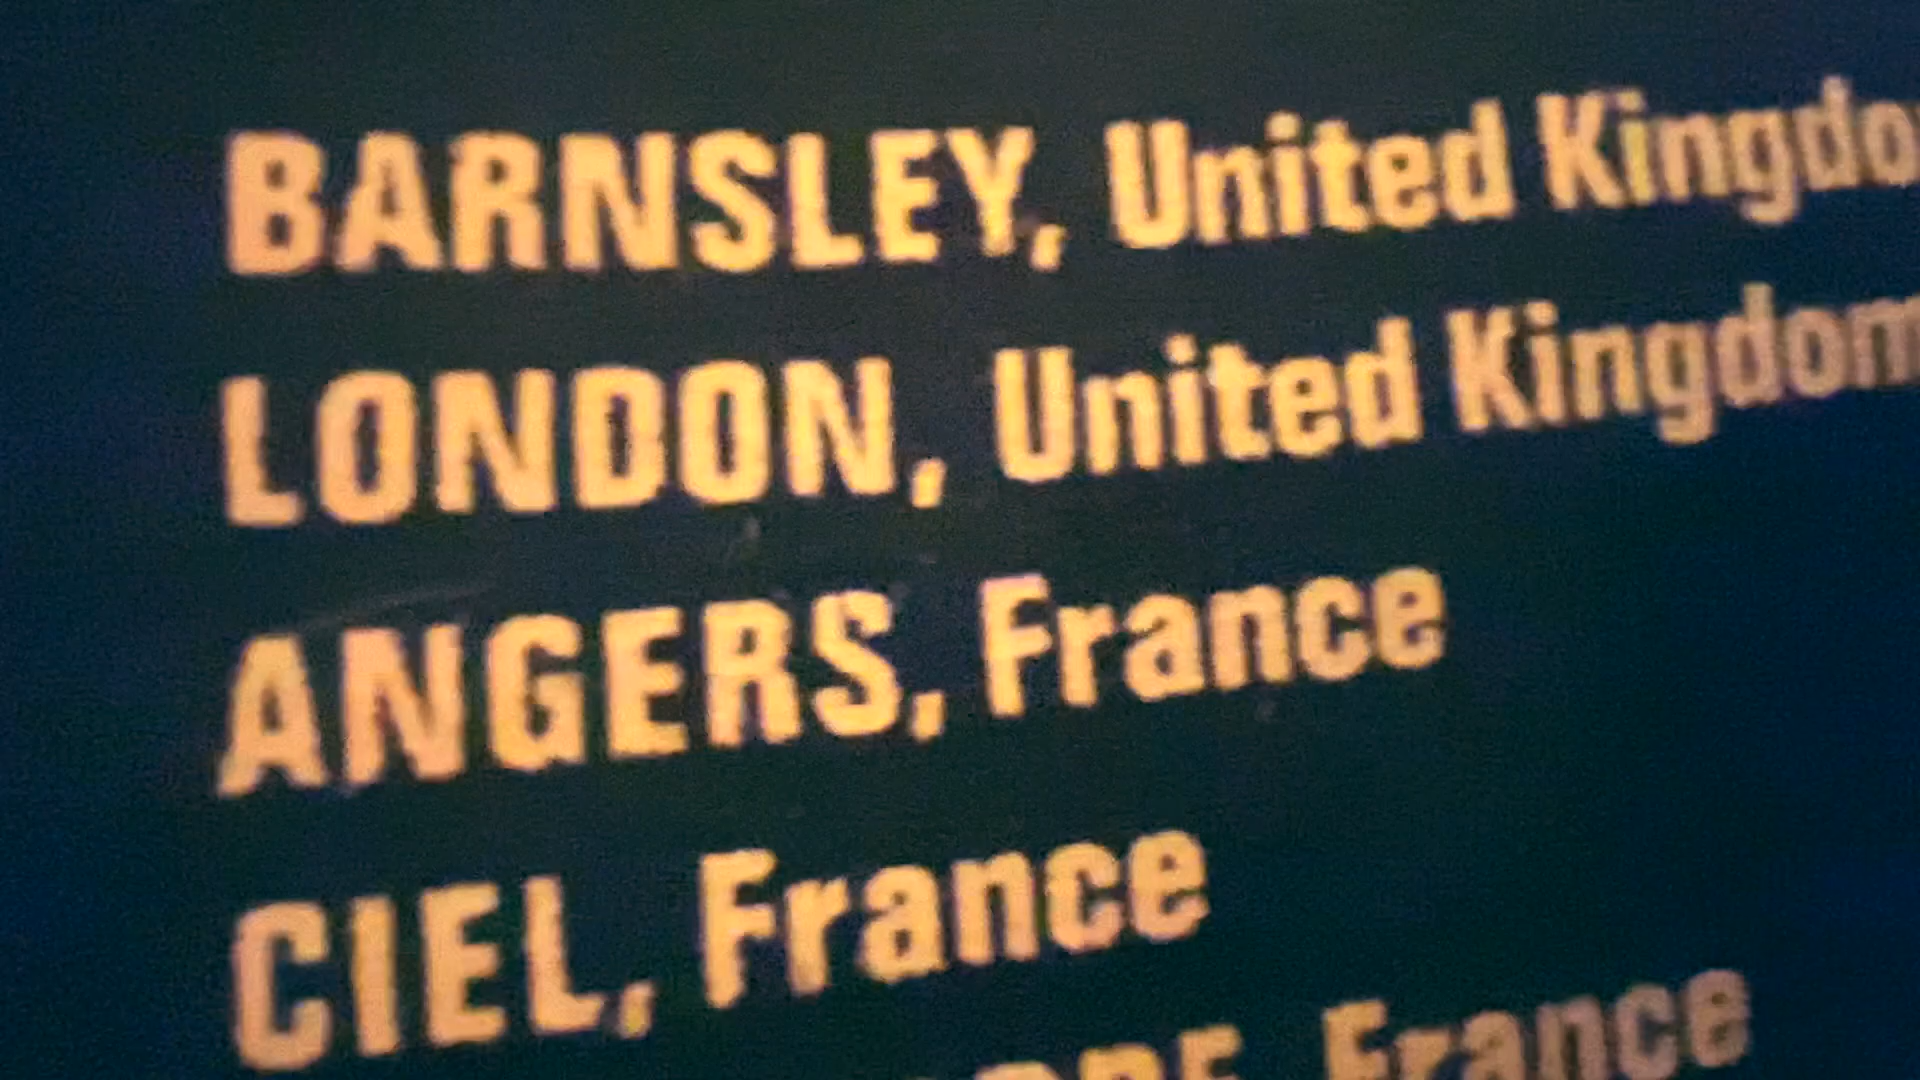 BARNSLEY, United Kingdo
LONDON, United Kingdom
ANGERS, France
CIEL, France
France